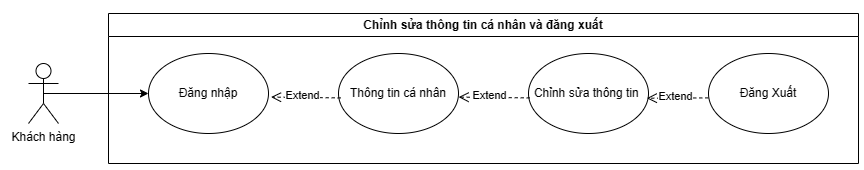 Chỉnh sửa thông tin cá nhân và đăng xuất
Khách hàng
Đăng nhập
Extend
Thông tin cá nhân
Extend
Chỉnh sửa thông tin
Extend
Đăng Xuất